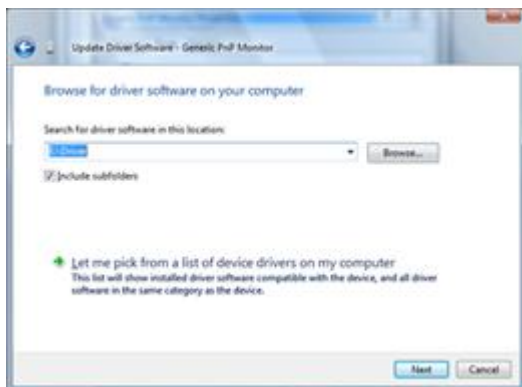 Update Driver Software - Generic PnP Monitor
Browse for driver software on your computer
Search for driver software in this location:
Browse...
Include subfolders
Let me pick from a list of device drivers on my computer
This list will show installed driver software compatible with the device, and all driver
software in the same category as the device.
Next Cancel